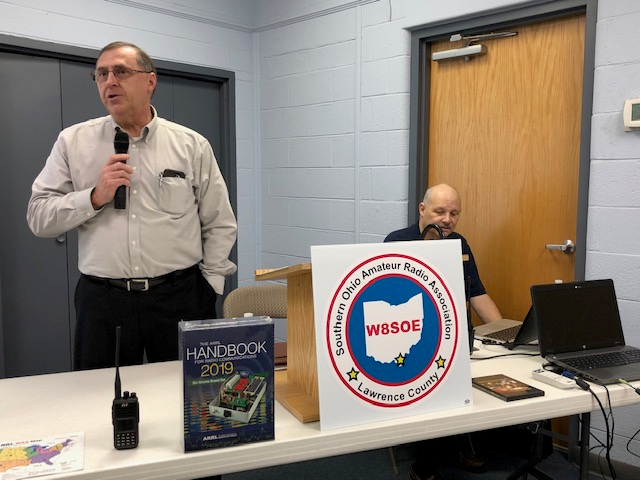 THE ARRL
HANDBOOK
FOR RADIO COMMUNICATIONS
2019
ARRL
Southern Ohio Amateur Radio Association
W8SOE
Lawrence County